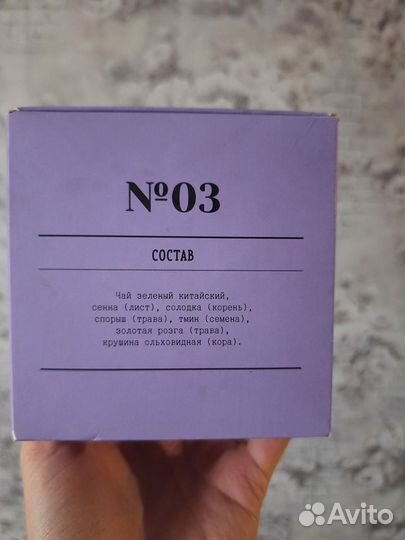 №03
СОСТАВ
Чай зеленый китайский,
сенна (лист), солодка (корень),
спорыш (трава), тмин (семена),
золотая розга (трава),
крушина ольховидная (кора).
Avito